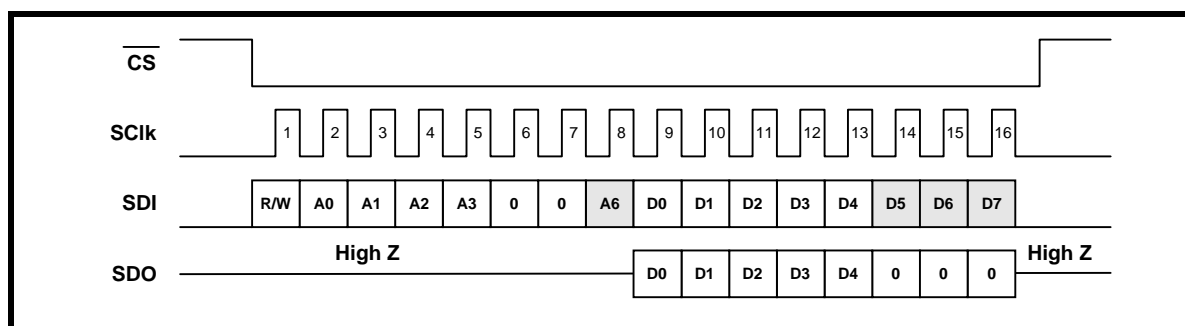 CS
SClk 1 2 3 4 5 6 7 8 9 10 11 12 13 14 15 16
SDI R/W A0 A1 A2 A3 0 0 A6 D0 D1 D2 D3 D4 D5 D6 D7
High Z High Z
SDO D0 D1 D2 D3 D4 0 0 0